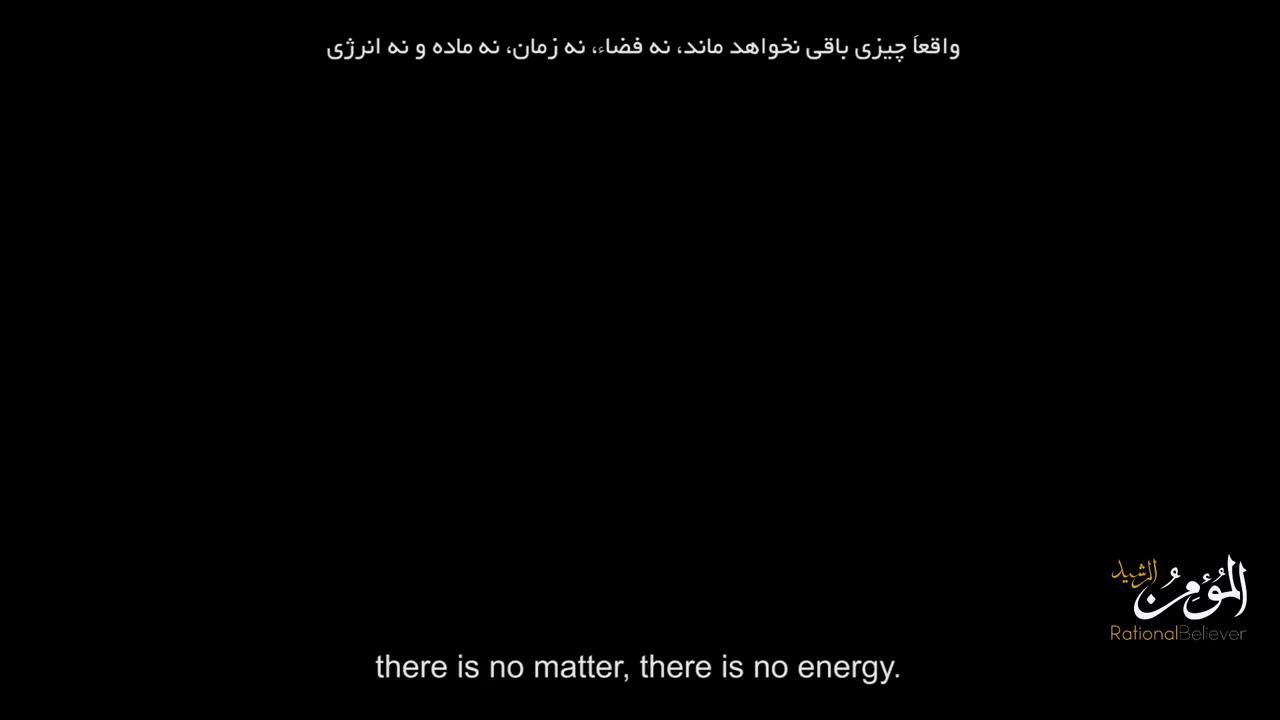 واقعاً چیزی باقی نخواهد ماند، نه فضاء، نه زمان، نه ماده و نه انرژی
المؤمن الرشيد
RationalBeliever
there is no matter, there is no energy.